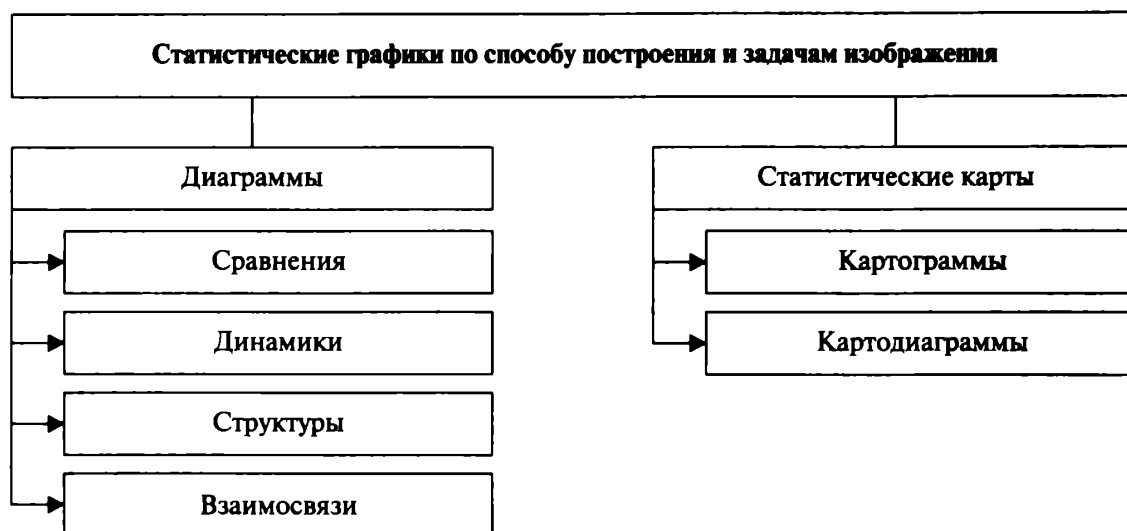 Статистические графики по способу построения и задачам изображения
Диаграммы
Сравнения
Динамики
Структуры
Взаимосвязи
Статистические карты
Картограммы
Картодиаграммы